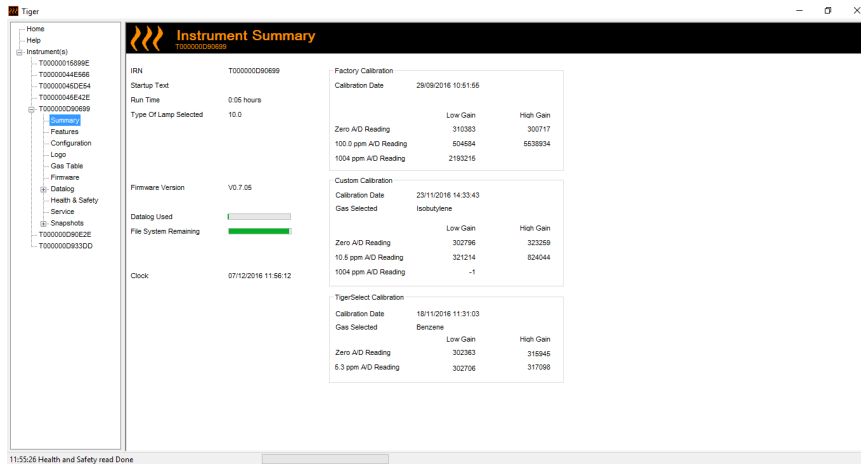 Tiger
Home
Help
Instrument(s)
T00000015899E
T00000044E566
T00000045DE54
T00000045E42E
T000000D90699
Summary
Features
Configuration
Logo
Gas Table
Firmware
Datalog
Health & Safety
Service
Snapshots
T000000D90E2E
T000000D933DD
Instrument Summary
T000000D90699
IRN T000000D90699
Startup Text
Run Time 0:05 hours
Type Of Lamp Selected 10.0
Firmware Version V0.7.05
Datalog Used
File System Remaining
Clock 07/12/2016 11:56:12
Factory Calibration
Calibration Date 29/09/2016 10:51:55
Low Gain High Gain
Zero A/D Reading 310383 300717
100.0 ppm A/D Reading 504584 5538934
1004 ppm A/D Reading 2193215
Custom Calibration
Calibration Date 23/11/2016 14:33:43
Gas Selected Isobutylene
Low Gain High Gain
Zero A/D Reading 302796 323259
10.5 ppm A/D Reading 321214 824044
1004 ppm A/D Reading -1
TigerSelect Calibration
Calibration Date 18/11/2016 11:31:03
Gas Selected Benzene
Low Gain High Gain
Zero A/D Reading 302363 315945
5.3 ppm A/D Reading 302706 317098
11:55:26 Health and Safety read Done